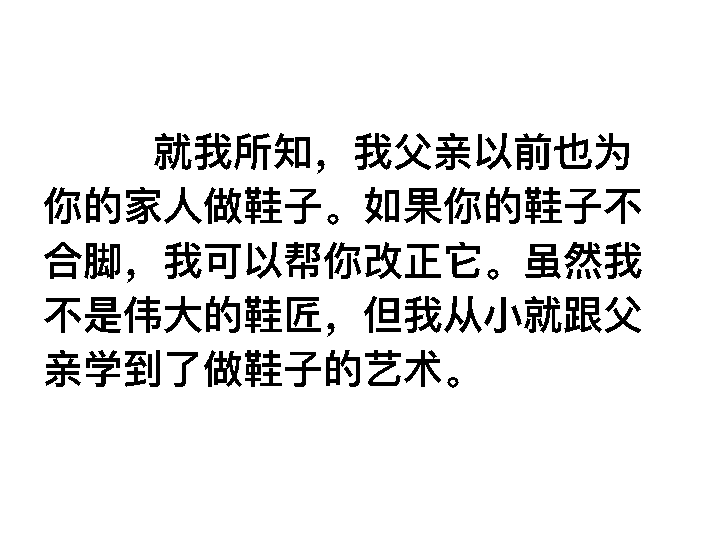 就我所知，我父亲以前也为
你的家人做鞋子。如果你的鞋子不
合脚，我可以帮你改正它。虽然我
不是伟大的鞋匠，但我从小就跟父
亲学到了做鞋子的艺术。